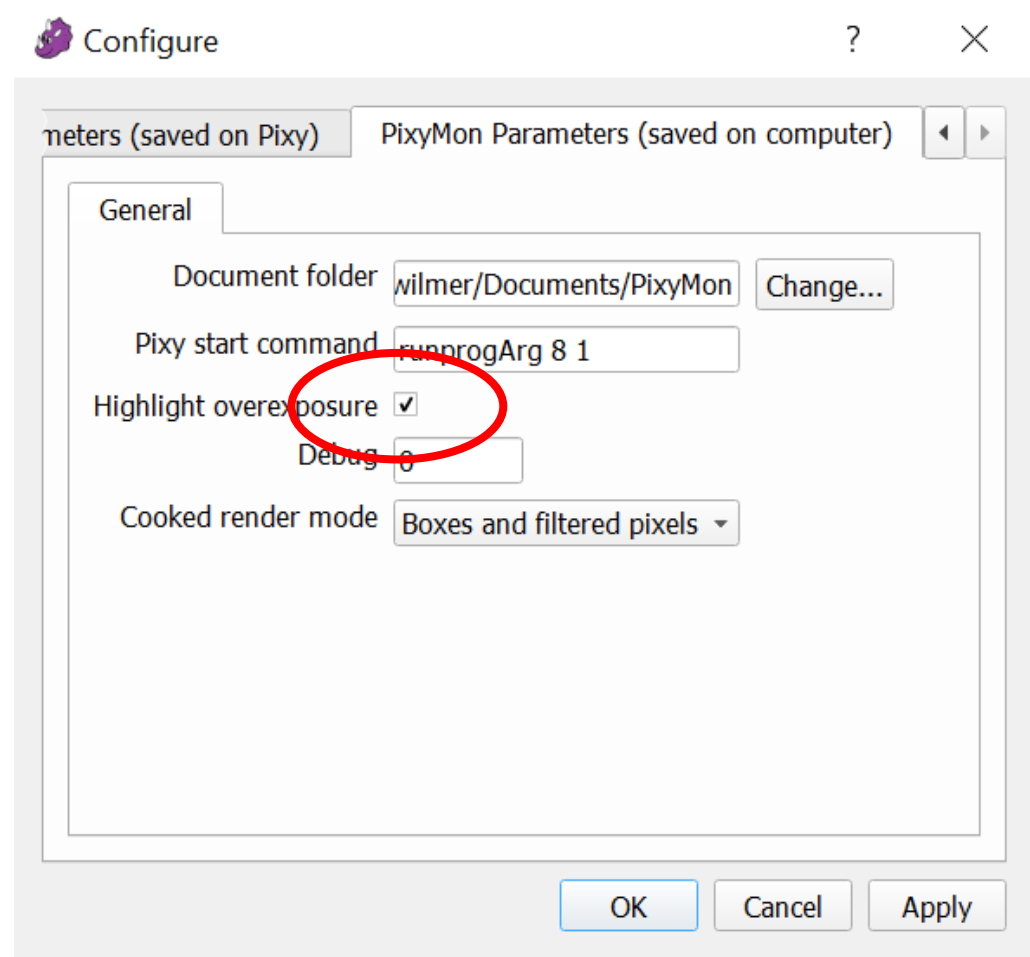 Configure
?
meters (saved on Pixy) PixyMon Parameters (saved on computer)
General
Document folder wilmer/Documents/PixyMon Change...
Pixy start command runprogArg 8 1
Highlight overexposure
Debug 0
Cooked render mode Boxes and filtered pixels
OK Cancel Apply